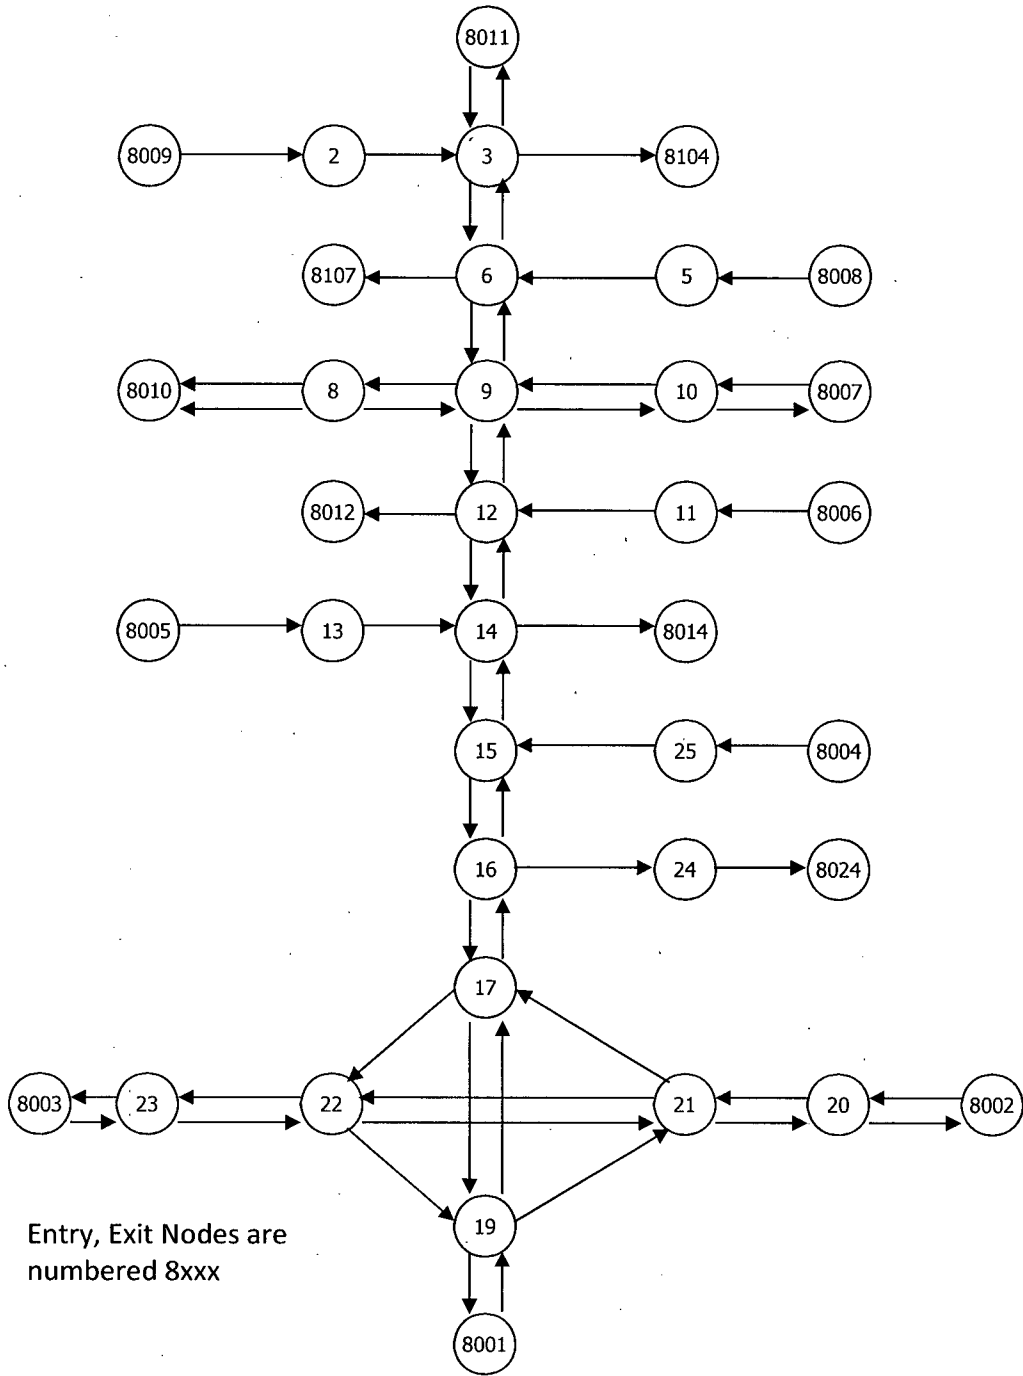 8011
8009 2 3 8104
8107 6 5 8008
8010 8 9 10 8007
8012 12 11 8006
8005 13 14 8014
15 25 8004
16 24 8024
17
8003 23 22 21 20 8002
19
Entry, Exit Nodes are
numbered 8xxx
8001